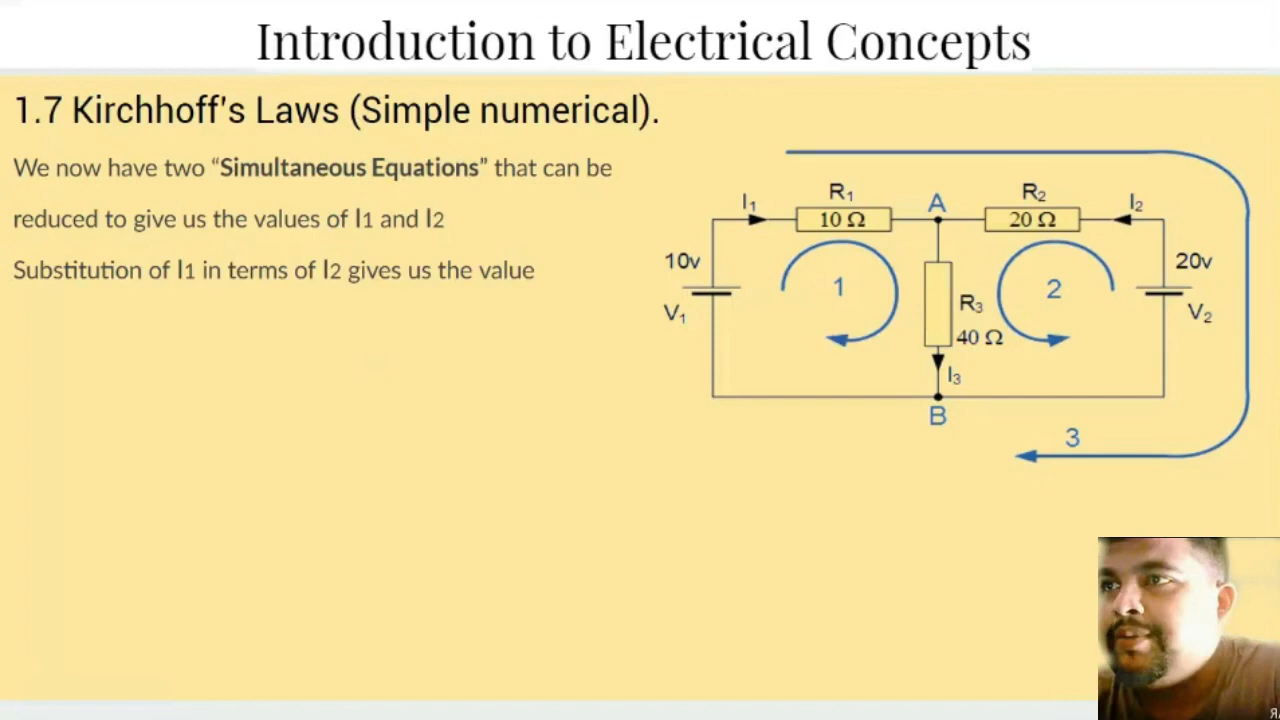 Introduction to Electrical Concepts
1.7 Kirchhoff's Laws (Simple numerical).
We now have two “Simultaneous Equations” that can be
reduced to give us the values of I1 and I2
Substitution of I1 in terms of I2 gives us the value
I₁
R₁
10 Ω
A
R₂
20 Ω
I₂
10v
V₁
1
R₃
40 Ω
2
20v
V₂
I₃
B
3